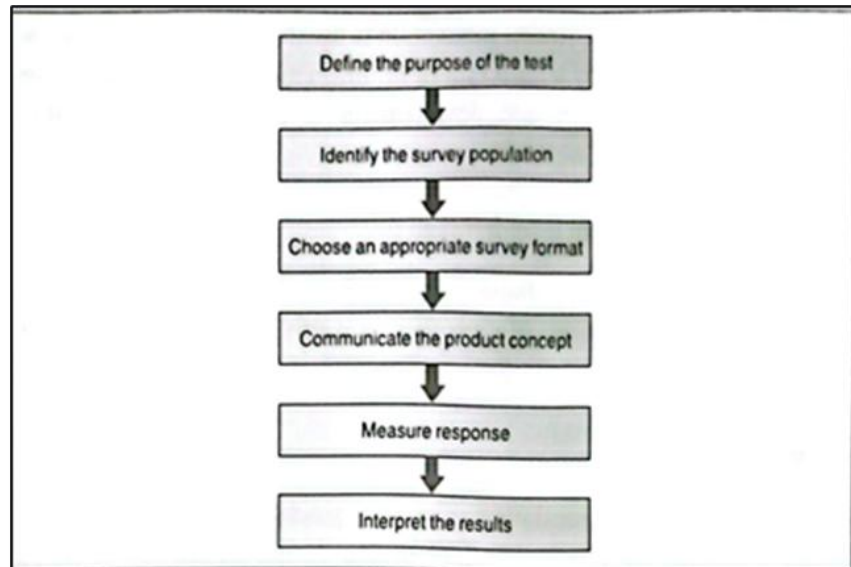 Define the purpose of the test
Identify the survey population
Choose an appropriate survey format
Communicate the product concept
Measure response
Interpret the results